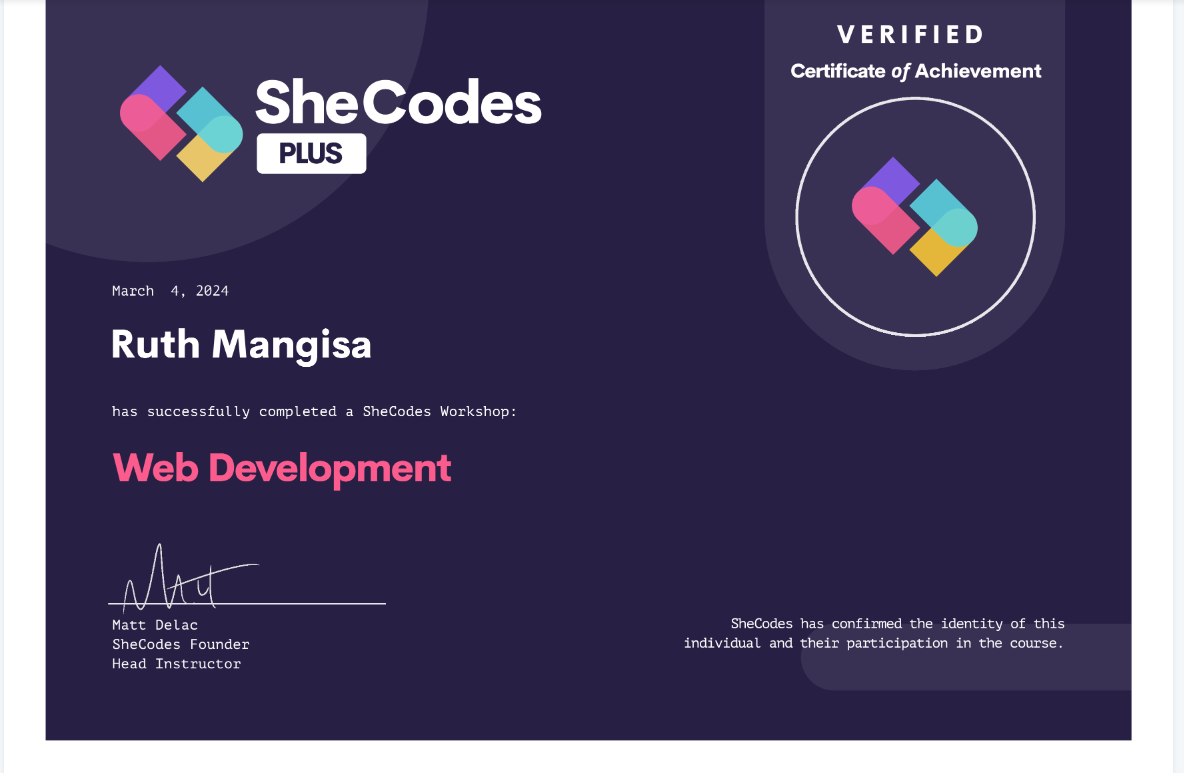 SheCodes
PLUS
VERIFIED
Certificate of Achievement
March 4, 2024
Ruth Mangisa
has successfully completed a SheCodes Workshop:
Web Development
Matt Delac
SheCodes Founder
Head Instructor
SheCodes has confirmed the identity of this
individual and their participation in the course.